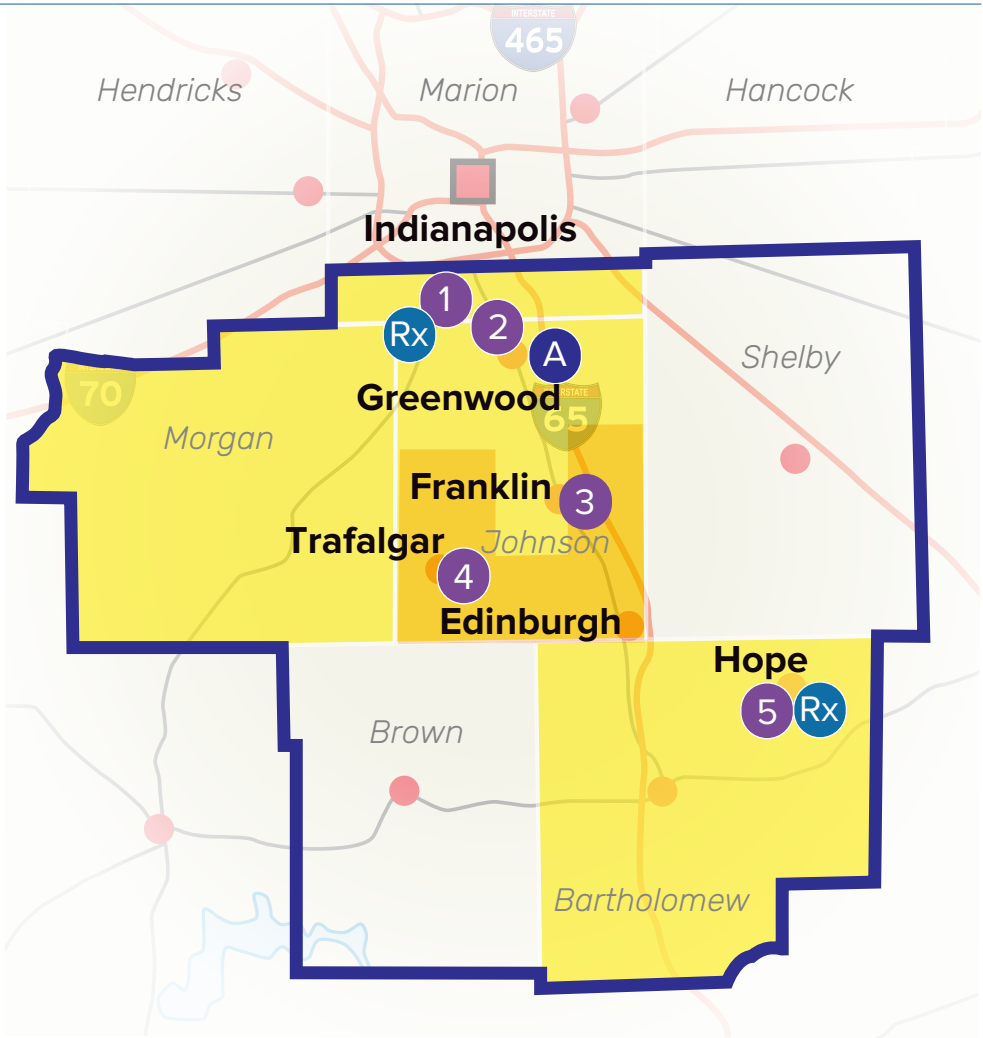 INTERSTATE
465
Hendricks
Marion
Hancock
Indianapolis
1
Rx
2
A
Shelby
70
Greenwood
65
Morgan
Franklin
3
Trafalgar
Johnson
4
Edinburgh
Hope
5
Rx
Brown
Bartholomew